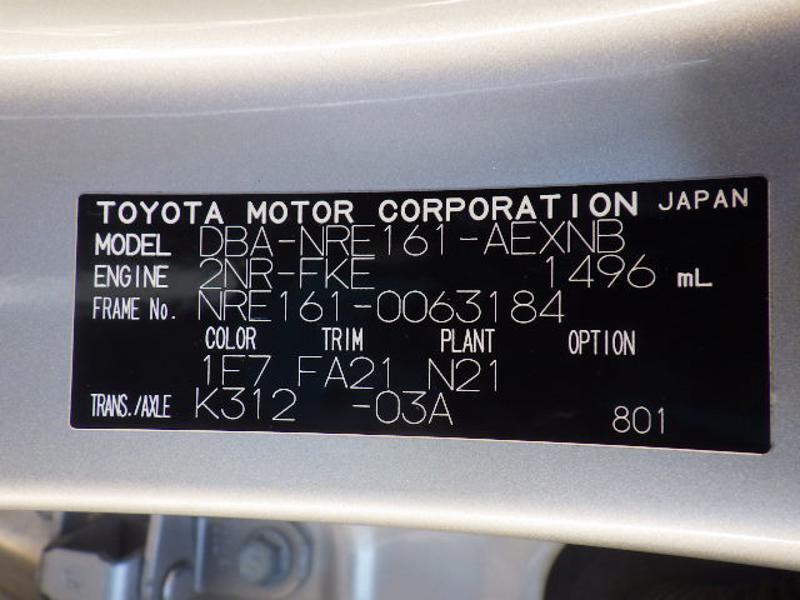 TOYOTA MOTOR CORPORATION JAPAN
MODEL DBA-NRE161-AEXNB
ENGINE 2NR-FKE 1496 mL
FRAME No. NRE161-0063184
COLOR TRIM PLANT OPTION
1F7 FA21 N21
TRANS./AXLE K312 -03A 801